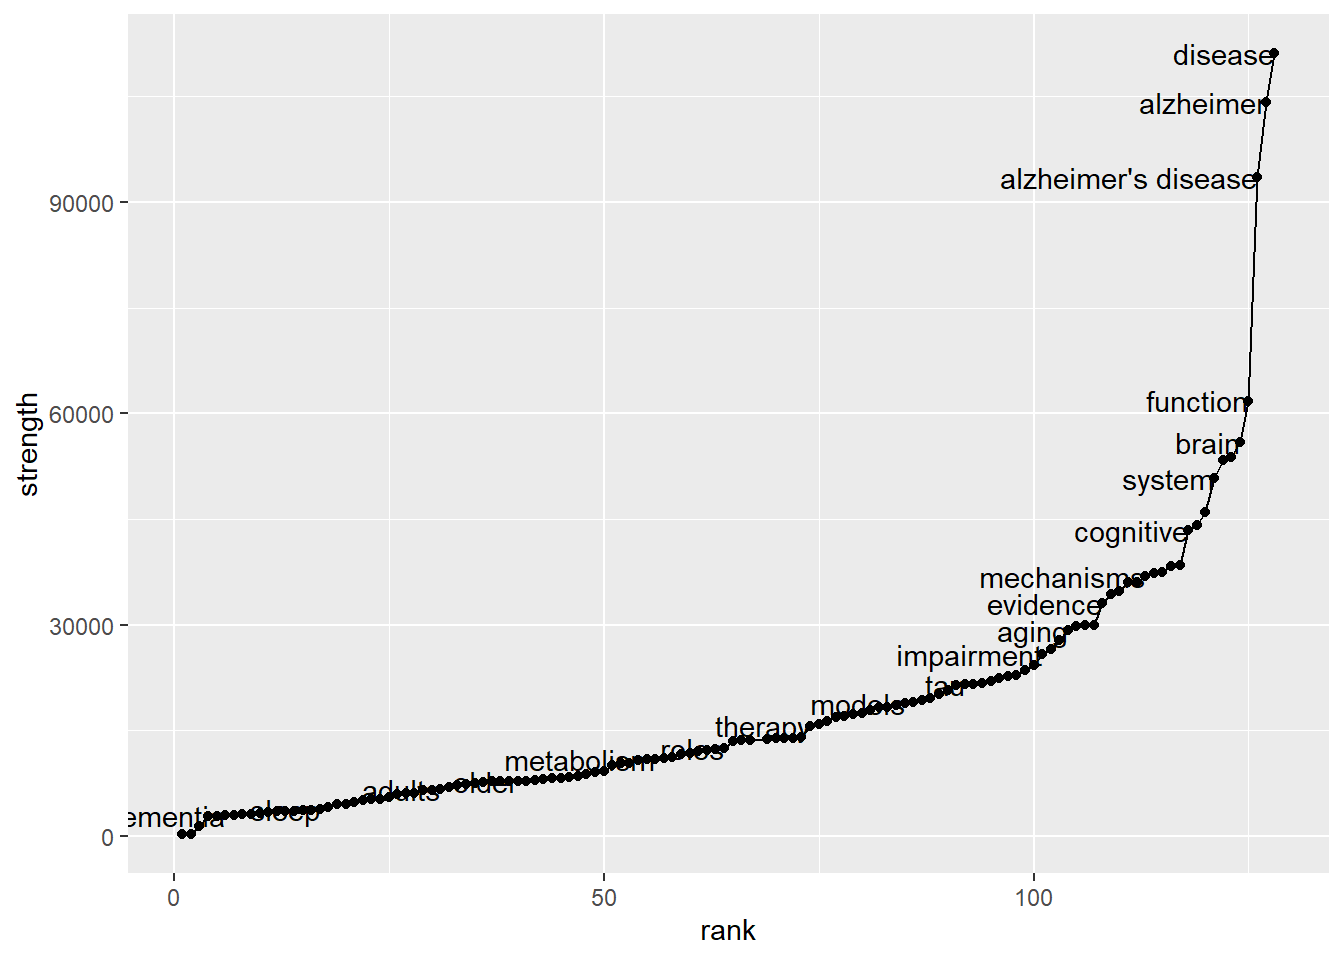 disease
alzheimer
alzheimer's disease
90000
function
60000
brain
system
cognitive
mechanisms
evidence
30000
aging
impairment
tau
models
therapy
roles
metabolism
older
adults
sleep
ementia
0
0
50
100
rank
strength